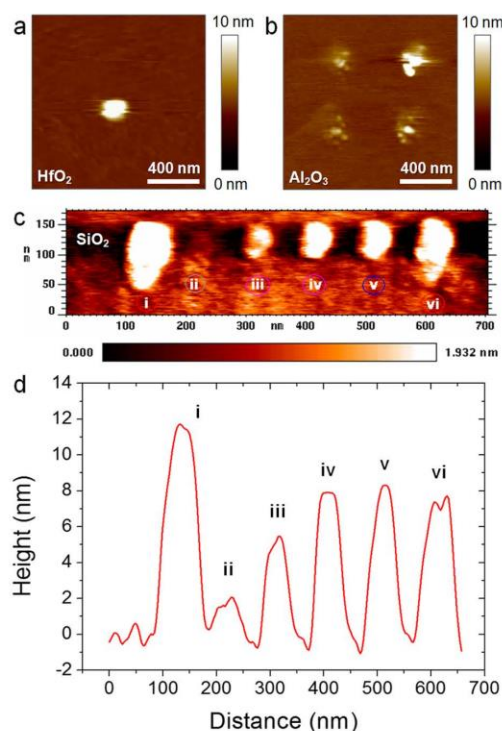 a
10 nm
HfO₂
400 nm
0 nm
b
10 nm
Al₂O₃
400 nm
0 nm
c
150
100
50
0
nm
SiO₂
i
ii
iii
iv
v
vi
0
100
200
300
nm
400
500
600
0.000
1.932 nm
d
14
12
10
8
6
4
2
0
-2
Height (nm)
i
ii
iii
iv
v
vi
0 100 200 300 400 500 600 700
Distance (nm)